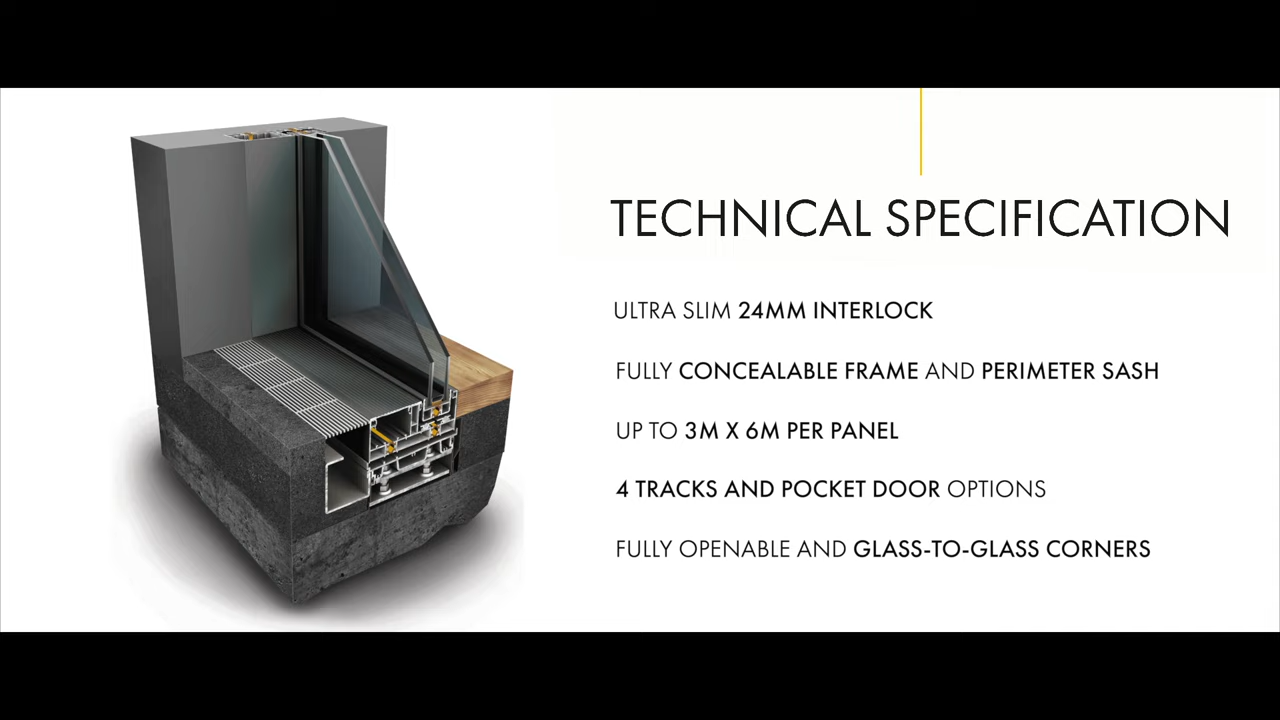 TECHNICAL SPECIFICATION
ULTRA SLIM 24MM INTERLOCK
FULLY CONCEALABLE FRAME AND PERIMETER SASH
UP TO 3M X 6M PER PANEL
4 TRACKS AND POCKET DOOR OPTIONS
FULLY OPENABLE AND GLASS-TO-GLASS CORNERS